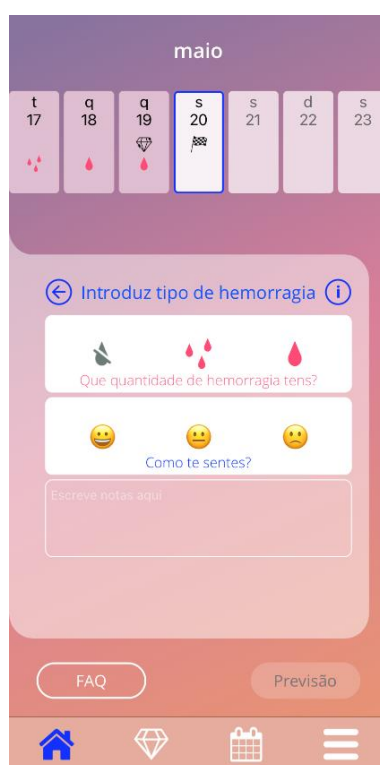 maio
t q q s s d s
17 18 19 20 21 22 23
Introduz tipo de hemorragia i
Que quantidade de hemorragia tens?
Como te sentes?
Escreve notas aqui
FAQ Previsão